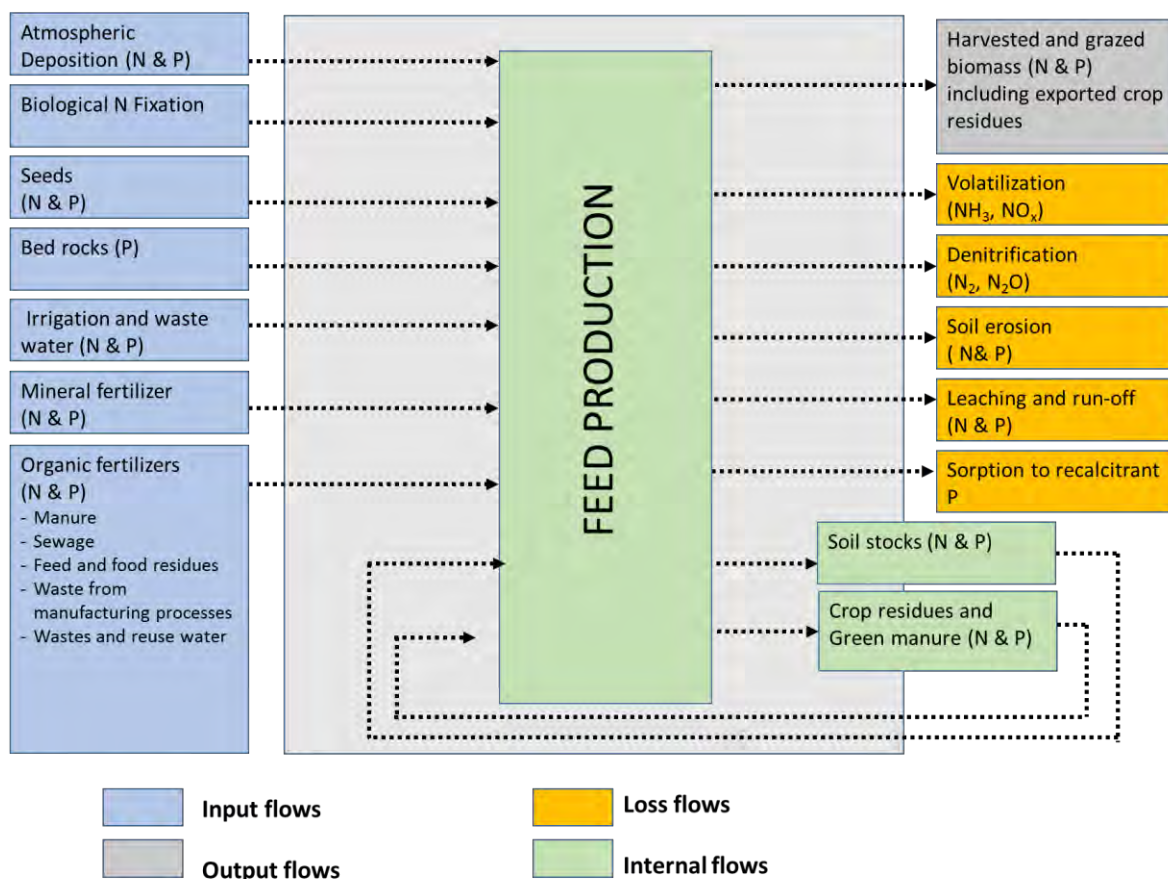 Atmospheric
Deposition (N & P)
Biological N Fixation
Seeds
(N & P)
Bed rocks (P)
Irrigation and waste
water (N & P)
Mineral fertilizer
(N & P)
Organic fertilizers
(N & P)
- Manure
- Sewage
- Feed and food residues
- Waste from
manufacturing processes
- Wastes and reuse water
FEED PRODUCTION
Harvested and grazed
biomass (N & P)
including exported crop
residues
Volatilization
(NH₃, NOₓ)
Denitrification
(N₂, N₂O)
Soil erosion
( N& P)
Leaching and run-off
(N & P)
Sorption to recalcitrant
P
Soil stocks (N & P)
Crop residues and
Green manure (N & P)
Input flows
Loss flows
Output flows
Internal flows